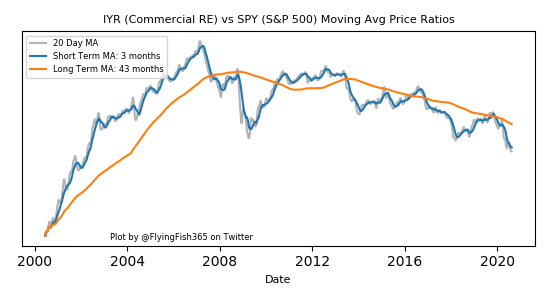 IYR (Commercial RE) vs SPY (S&P 500) Moving Avg Price Ratios
20 Day MA
Short Term MA: 3 months
Long Term MA: 43 months
Plot by @FlyingFish365 on Twitter
2000 2004 2008 2012 2016 2020
Date